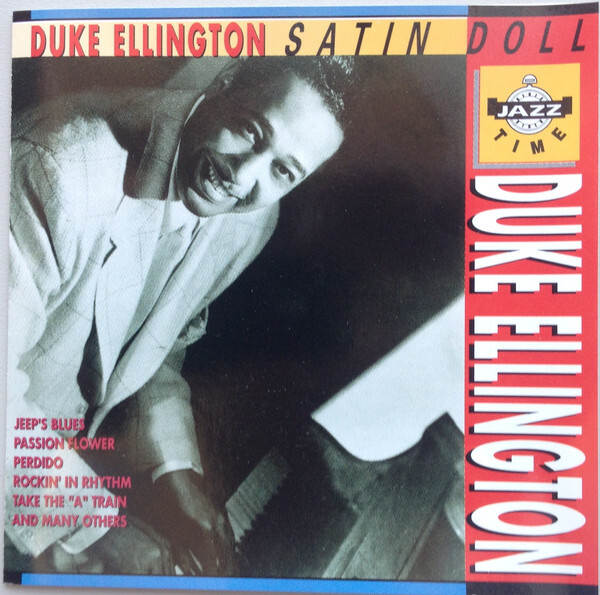 DUKE ELLINGTON SATIN DOLL
JAZZ
TIME
DUKE ELLINGTON
JEEP'S BLUES
PASSION FLOWER
PERDIDO
ROCKIN' IN RHYTHM
TAKE THE "A" TRAIN
AND MANY OTHERS